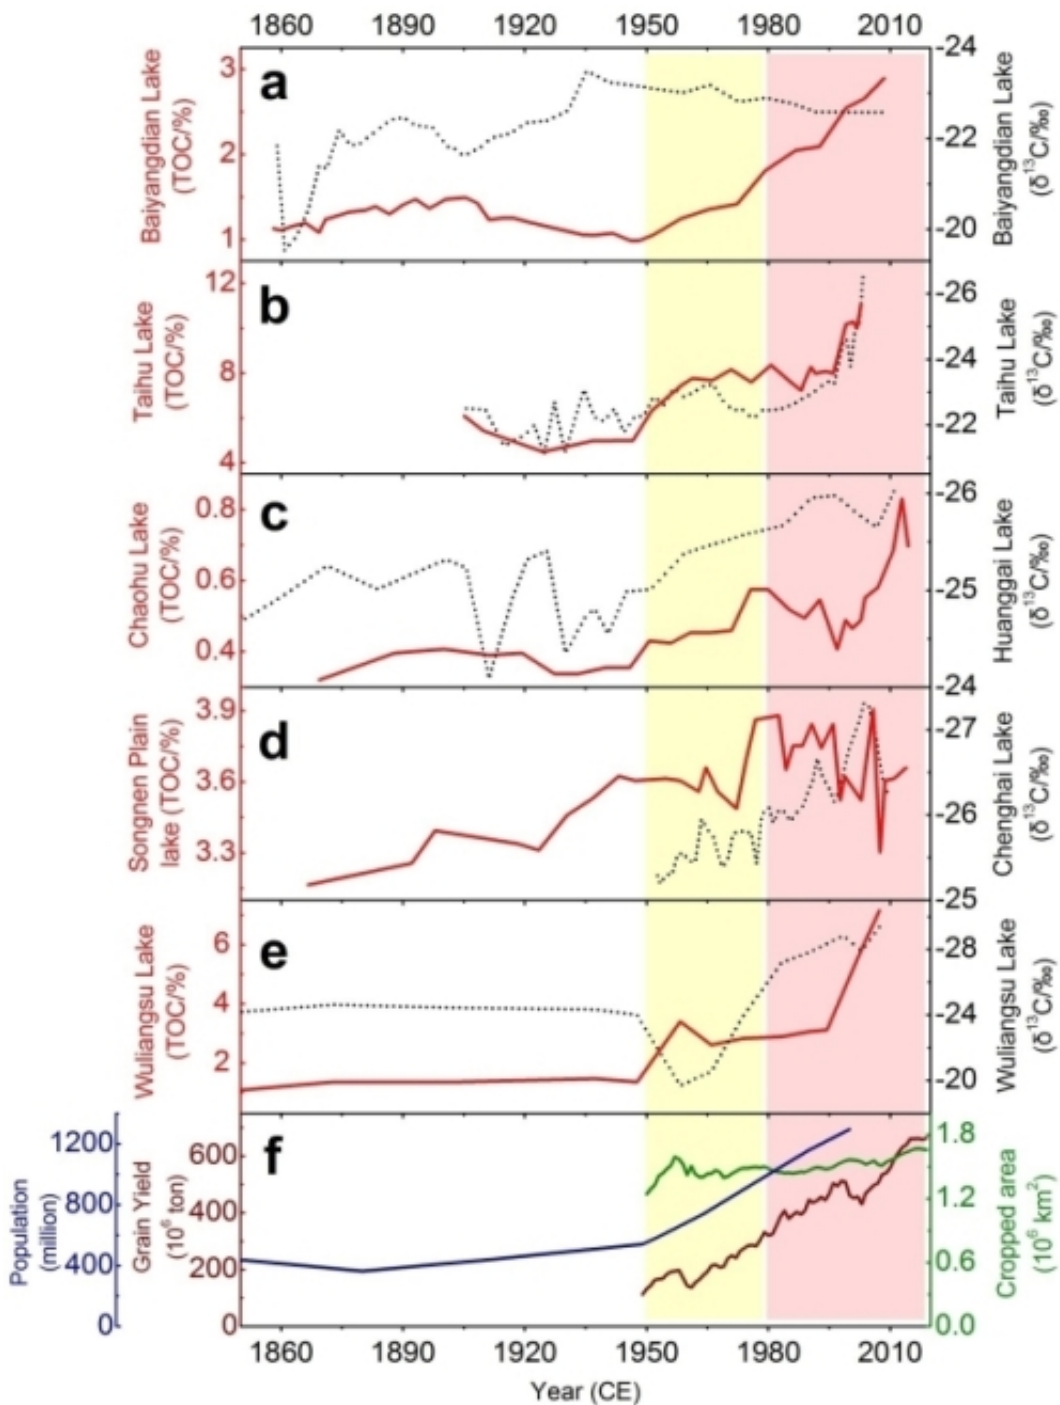 1860 1890 1920 1950 1980 2010
a
Baiyangdian Lake
(TOC/%)
3
2
1
-24
-22
-20
Baiyangdian Lake
(δ¹³C/‰)
b
Taihu Lake
(TOC/%)
12
8
4
-26
-24
-22
Taihu Lake
(δ¹³C/‰)
c
Chaohu Lake
(TOC/%)
0.8
0.6
0.4
-26
-25
-24
Huanggai Lake
(δ¹³C/‰)
d
Songnen Plain
lake (TOC/%)
3.9
3.6
3.3
-27
-26
-25
Chenghai Lake
(δ¹³C/‰)
e
Wuliangsu Lake
(TOC/%)
6
4
2
-28
-24
-20
Wuliangsu Lake
(δ¹³C/‰)
f
Population
(million)
1200
800
400
0
Grain Yield
(10⁶ ton)
600
400
200
0
1.8
1.2
0.6
0.0
Cropped area
(10⁶ km²)
1860 1890 1920 1950 1980 2010
Year (CE)